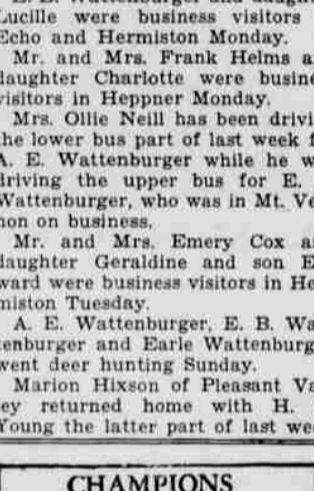 Lucille were business visitors
Echo and Hermiston Monday.
Mr. and Mrs. Frank Helms a
daughter Charlotte were busine
visitors in Heppner Monday.
Mrs. Ollie Neill has been drivi
the lower bus part of last week f
A. E. Wattenburger while he w
driving the upper bus for E.
Wattenburger, who was in Mt. Ve
non on business.
Mr. and Mrs. Emery Cox a
daughter Geraldine and son E
ward were business visitors in He
miston Tuesday.
A. E. Wattenburger, E. B. Wa
tenburger and Earle Wattenburg
went deer hunting Sunday.
Marion Hixson of Pleasant Va
ey returned home with H.
Young the latter part of last wee
CHAMPIONS